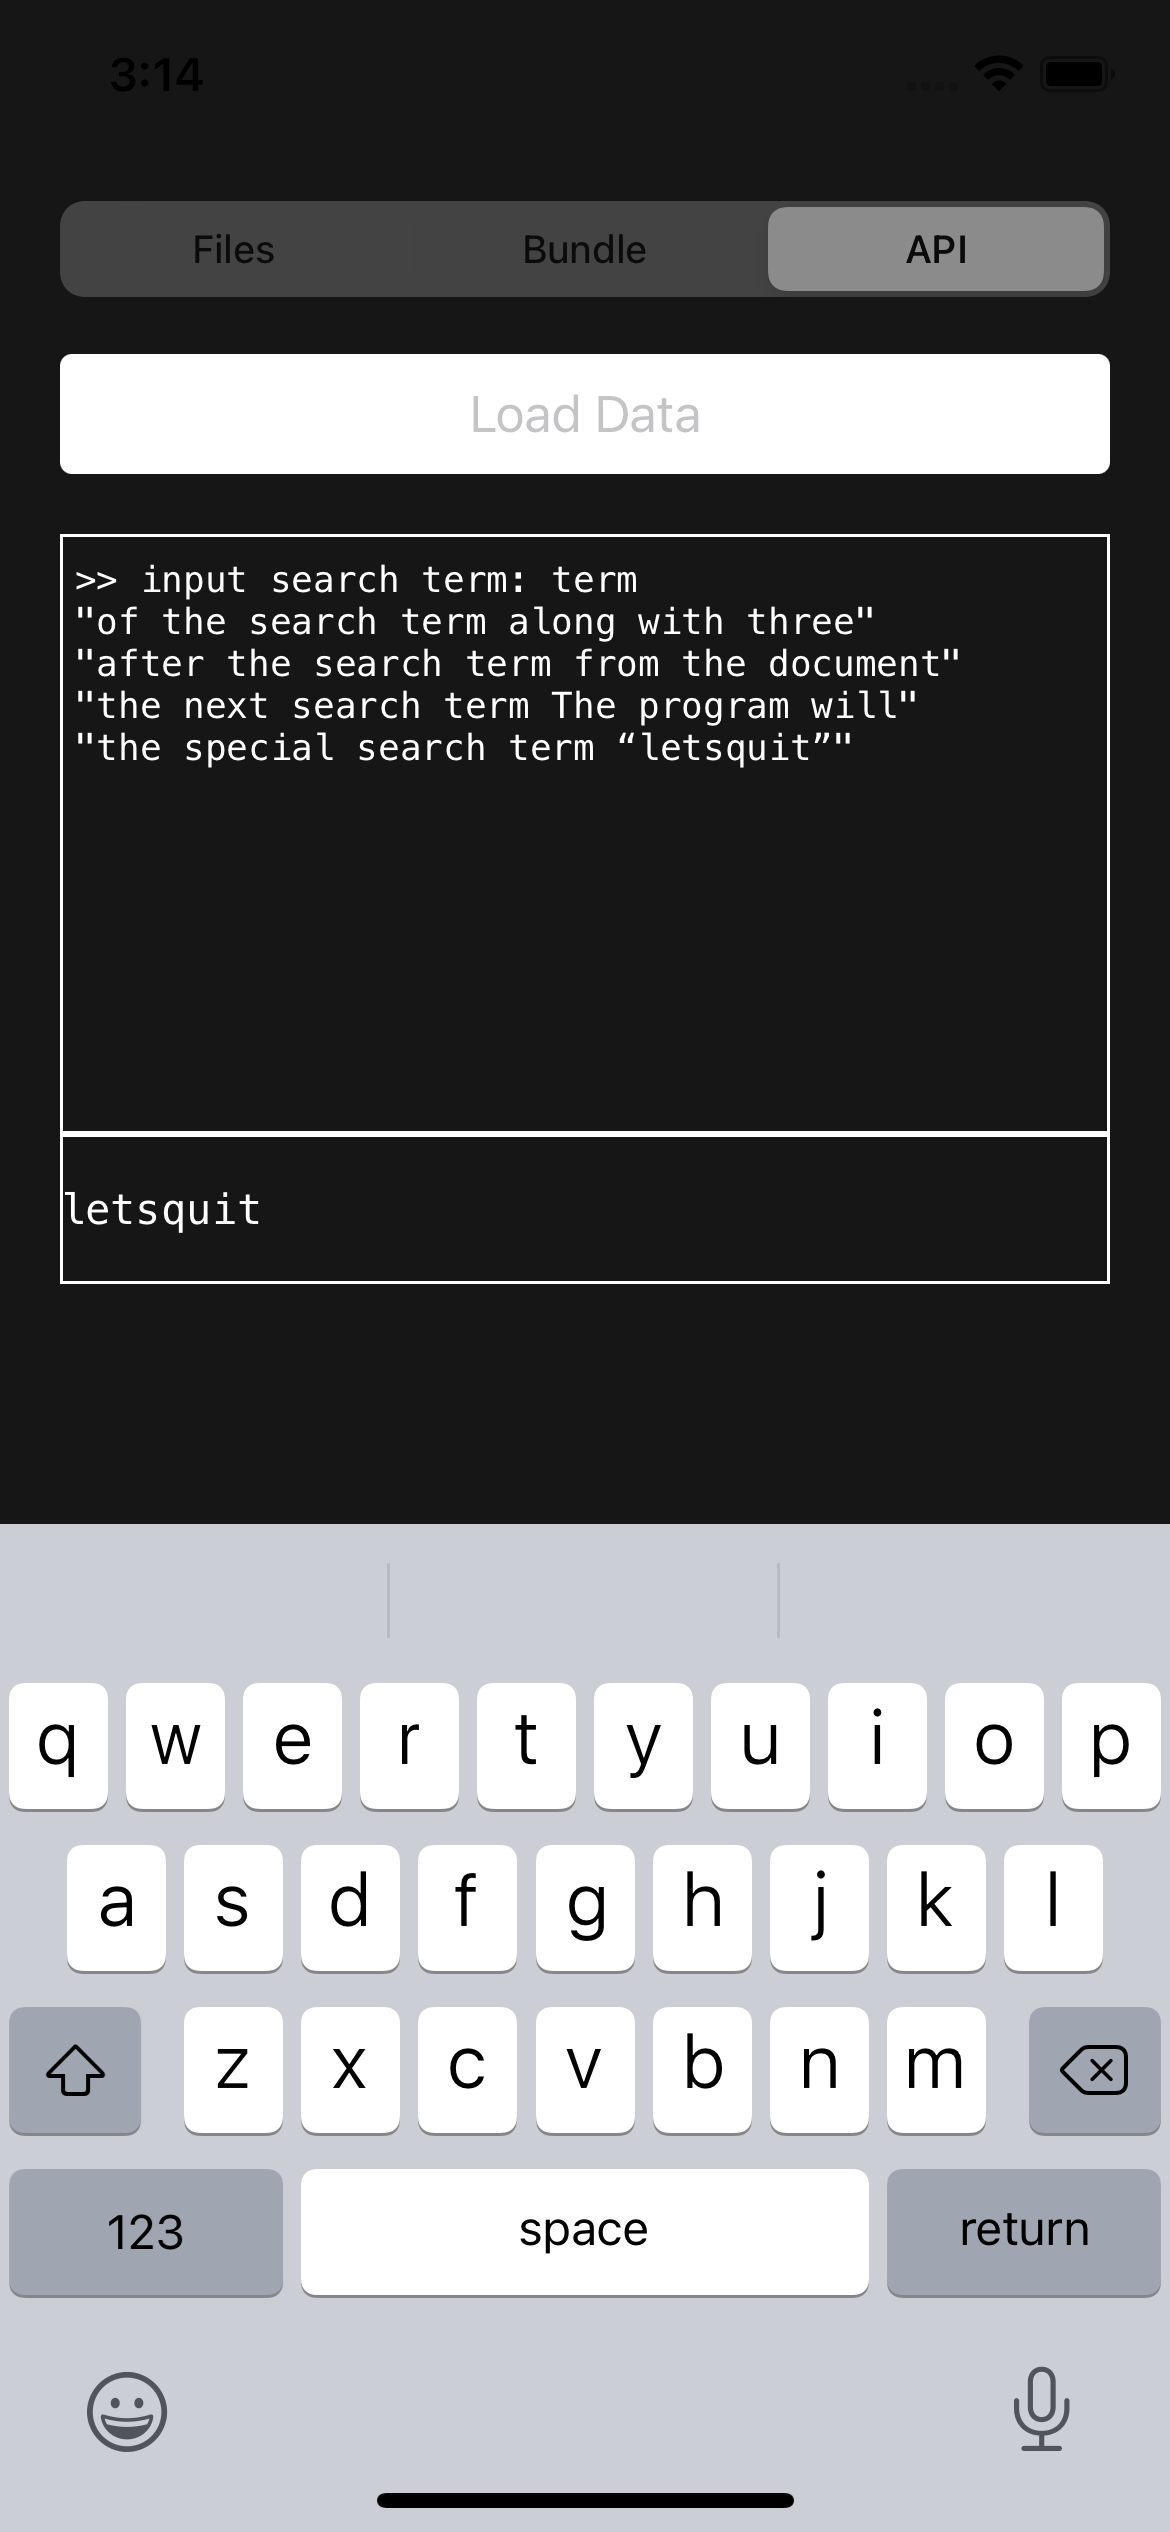 3:14
Files Bundle API
Load Data
>> input search term: term
"of the search term along with three"
"after the search term from the document"
"the next search term The program will"
"the special search term “letsquit”"
letsquit
q w e r t y u i o p
a s d f g h j k l
z x c v b n m
123 space return